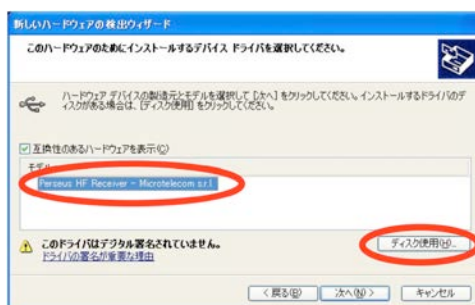 新しいハードウェアの検出ウィザード
このハードウェアのためにインストールするデバイス ドライバを選択してください。
ハードウェア デバイスの製造元とモデルを選択して [次へ] をクリックしてください。インストールするドライバのデ
ィスクがある場合は、[ディスク使用] をクリックしてください。
互換性のあるハードウェアを表示(C)
モデル
Perseus HF Receiver - Microtelecom s.r.l.
このドライバはデジタル署名されていません。
ディスク使用(H)...
ドライバの署名が重要な理由
< 戻る(B)
次へ(N) >
キャンセル